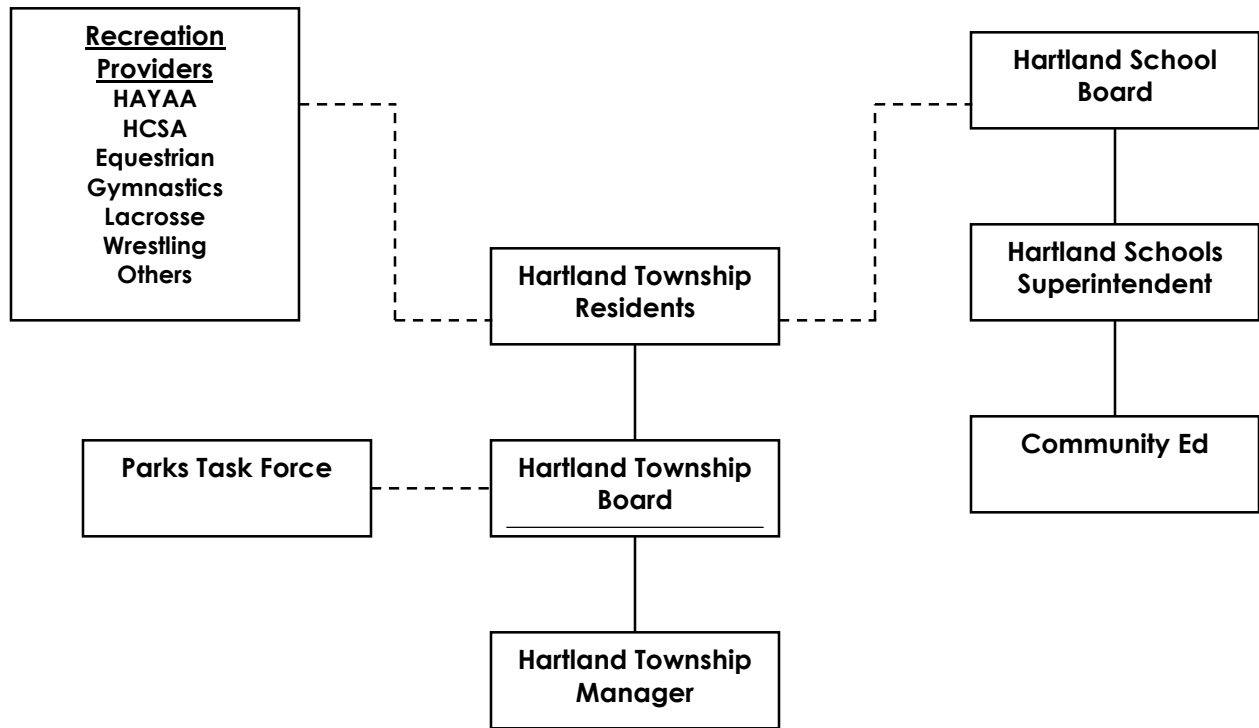 Recreation
Providers
HAYAA
HCSA
Equestrian
Gymnastics
Lacrosse
Wrestling
Others
Hartland School
Board
Hartland Township
Residents
Hartland Schools
Superintendent
Parks Task Force
Hartland Township
Board
Community Ed
Hartland Township
Manager